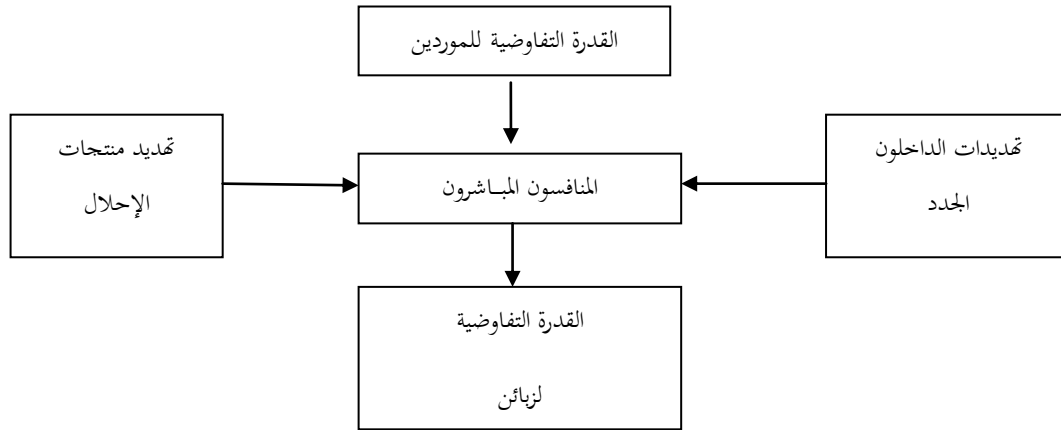 القدرة التفاوضية للموردين
تهديدات الداخلون
الجدد
المنافسون المبـاشرون
تهديد منتجات
الإحلال
القدرة التفاوضية
لزبائن